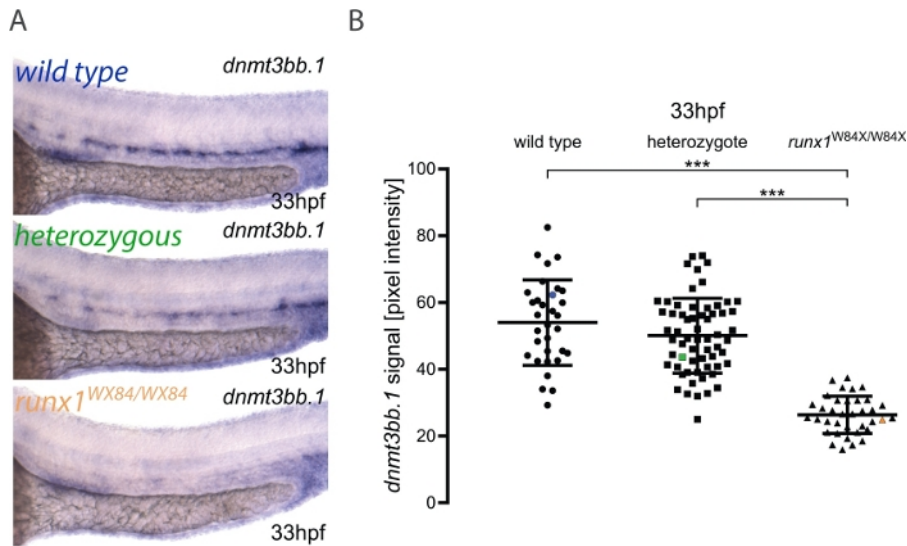 A
wild type dnmt3bb.1
33hpf
heterozygous dnmt3bb.1
33hpf
runx1WX84/WX84 dnmt3bb.1
33hpf
B
33hpf
wild type heterozygote runx1W84X/W84X
***
***
dnmt3bb.1 signal [pixel intensity]
100
80
60
40
20
0